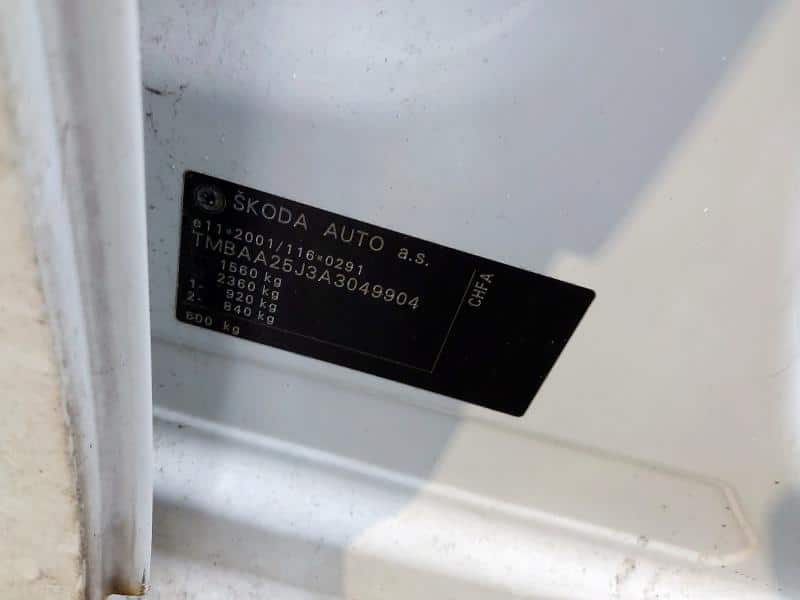 ŠKODA AUTO a.s.
e11*2001/116*0291
TMBAA25J3A3049904
1560 kg
2360 kg
1- 920 kg
2- 840 kg
600 kg
CHFA